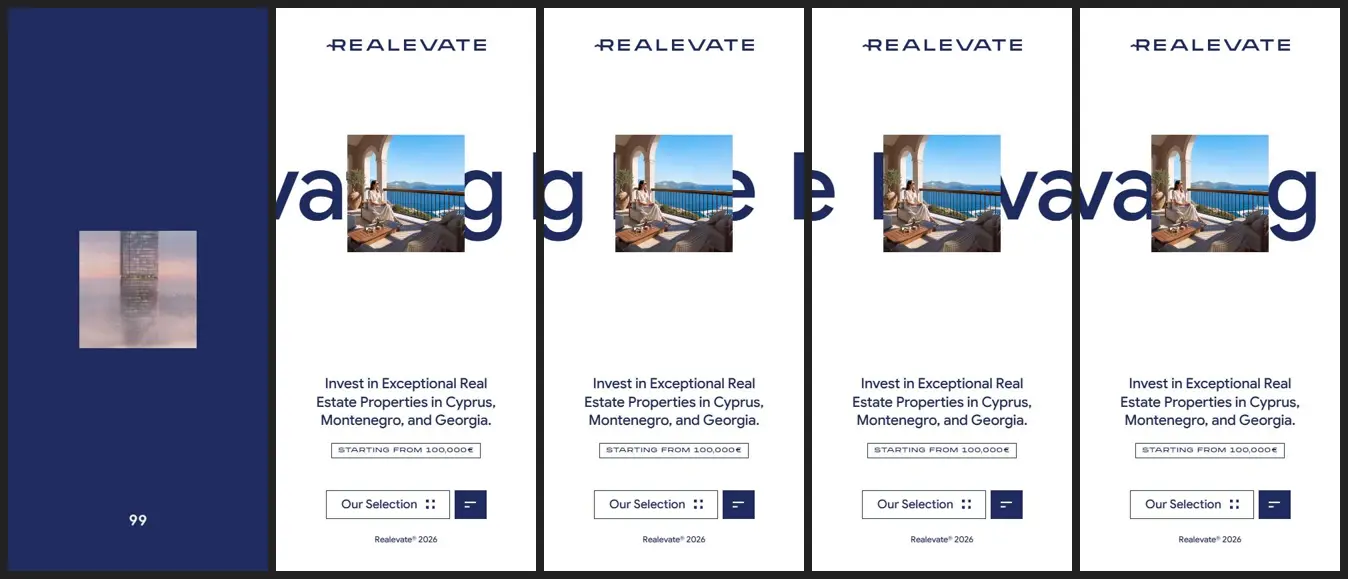 99
REALEVATE
va g
Invest in Exceptional Real
Estate Properties in Cyprus,
Montenegro, and Georgia.
STARTING FROM 100,000€
Our Selection
Realevate® 2026
REALEVATE
g e
Invest in Exceptional Real
Estate Properties in Cyprus,
Montenegro, and Georgia.
STARTING FROM 100,000€
Our Selection
Realevate® 2026
REALEVATE
e va
Invest in Exceptional Real
Estate Properties in Cyprus,
Montenegro, and Georgia.
STARTING FROM 100,000€
Our Selection
Realevate® 2026
REALEVATE
va g
Invest in Exceptional Real
Estate Properties in Cyprus,
Montenegro, and Georgia.
STARTING FROM 100,000€
Our Selection
Realevate® 2026